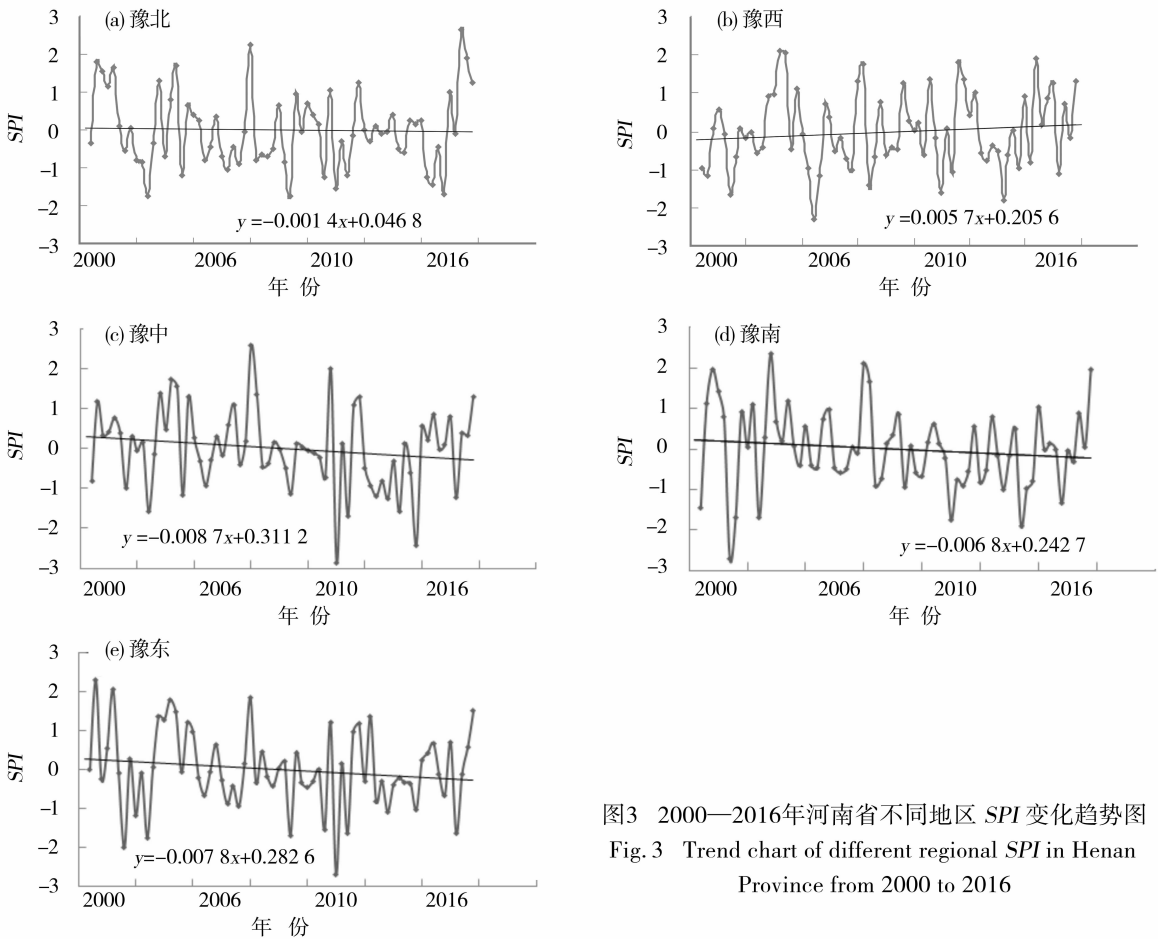 (a) 豫北
3
2
1
0
−1
−2
−3
SPI
y =−0.001 4x+0.046 8
2000 2006 2010 2016
年 份
(b) 豫西
3
2
1
0
−1
−2
−3
SPI
y =0.005 7x+0.205 6
2000 2006 2010 2016
年 份
(c) 豫中
3
2
1
0
−1
−2
−3
SPI
y =−0.008 7x+0.311 2
2000 2006 2010 2016
年 份
(d) 豫南
3
2
1
0
−1
−2
−3
SPI
y =−0.006 8x+0.242 7
2000 2006 2010 2016
年 份
(e) 豫东
3
2
1
0
−1
−2
−3
SPI
y=−0.007 8x+0.282 6
2000 2006 2010 2016
年 份
图3 2000—2016年河南省不同地区 SPI 变化趋势图
Fig. 3 Trend chart of different regional SPI in Henan
Province from 2000 to 2016